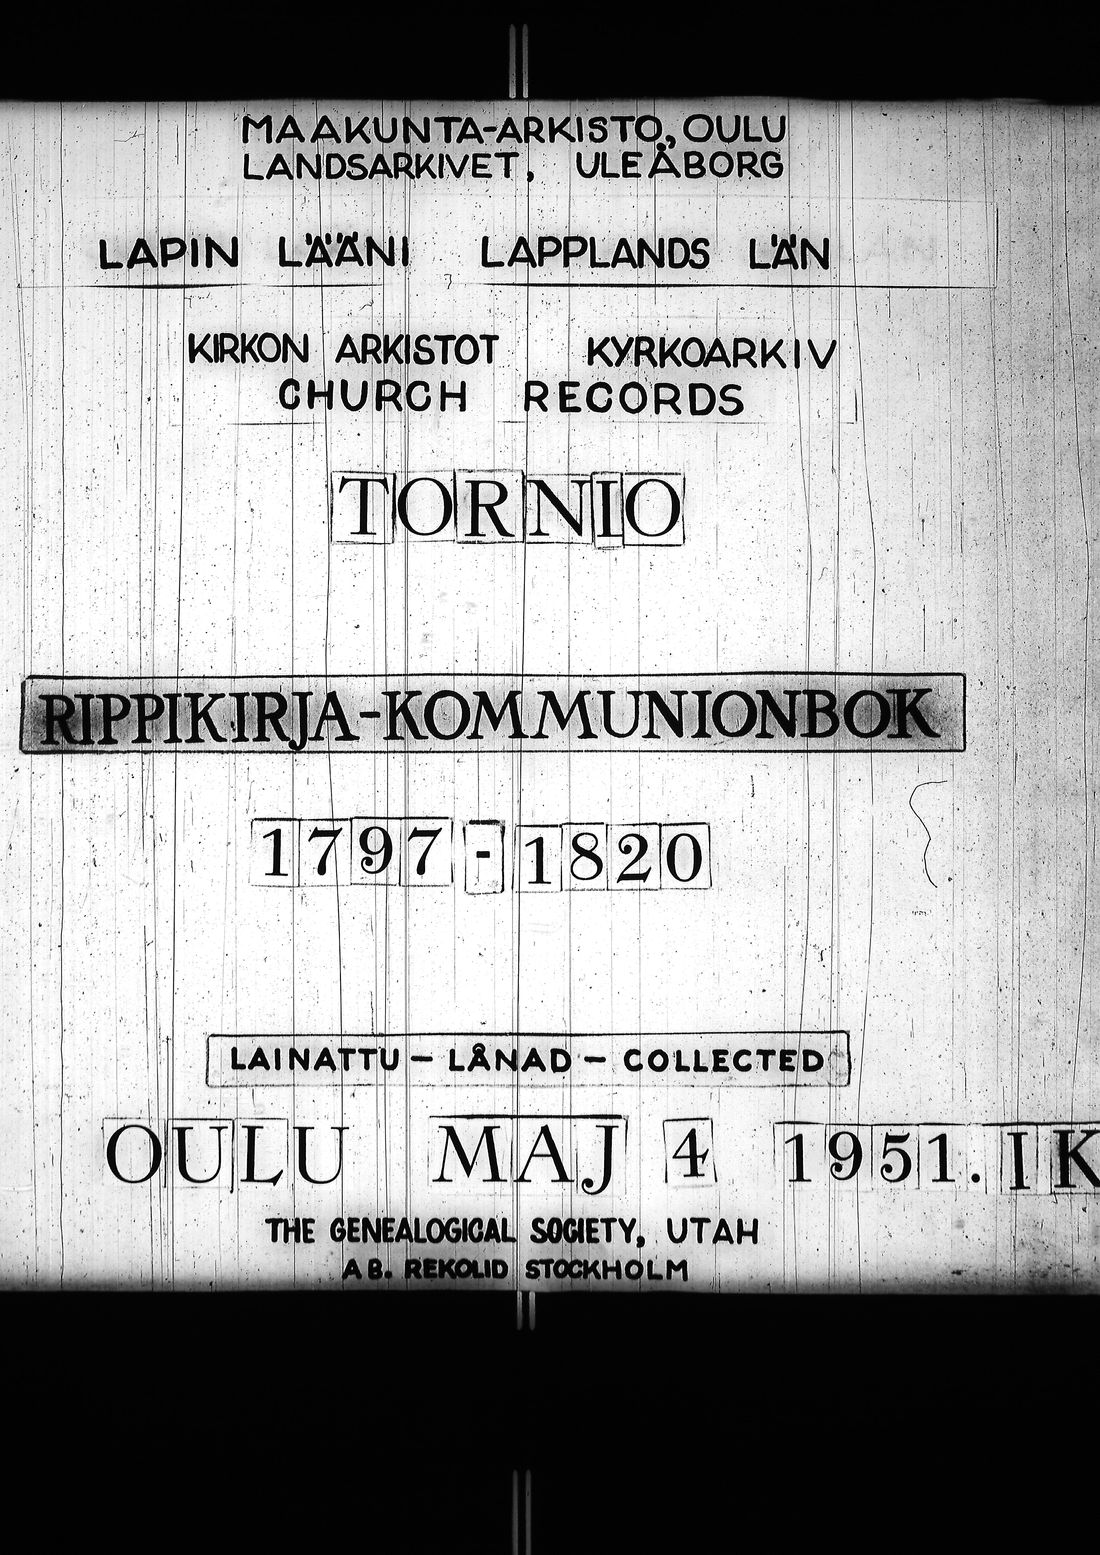 MAAKUNTA-ARKISTO, OULU
LANDSARKIVET, ULEÅBORG
LAPIN LÄÄNI LAPPLANDS LÄN
KIRKON ARKISTOT KYRKOARKIV
CHURCH RECORDS
TORNIO
RIPPIKIRJA-KOMMUNIONBOK
1797-1820
LAINATTU - LÅNAD - COLLECTED
OULU MAJ 4 1951. IK
THE GENEALOGICAL SOCIETY, UTAH
AB. REKOLID STOCKHOLM